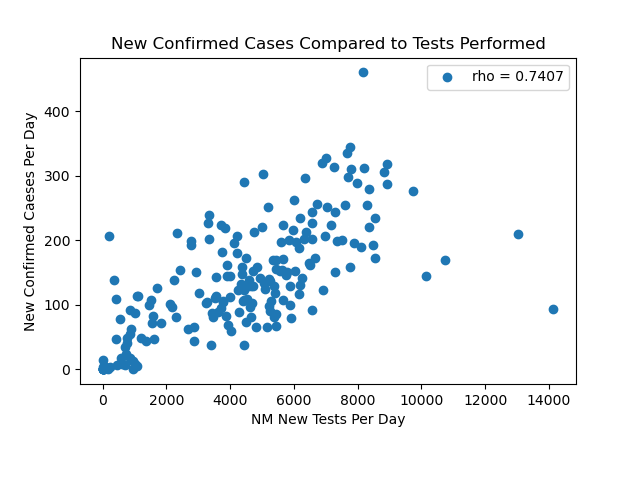 New Confirmed Cases Compared to Tests Performed
rho = 0.7407
New Confirmed Caeses Per Day
400
300
200
100
0
0 2000 4000 6000 8000 10000 12000 14000
NM New Tests Per Day